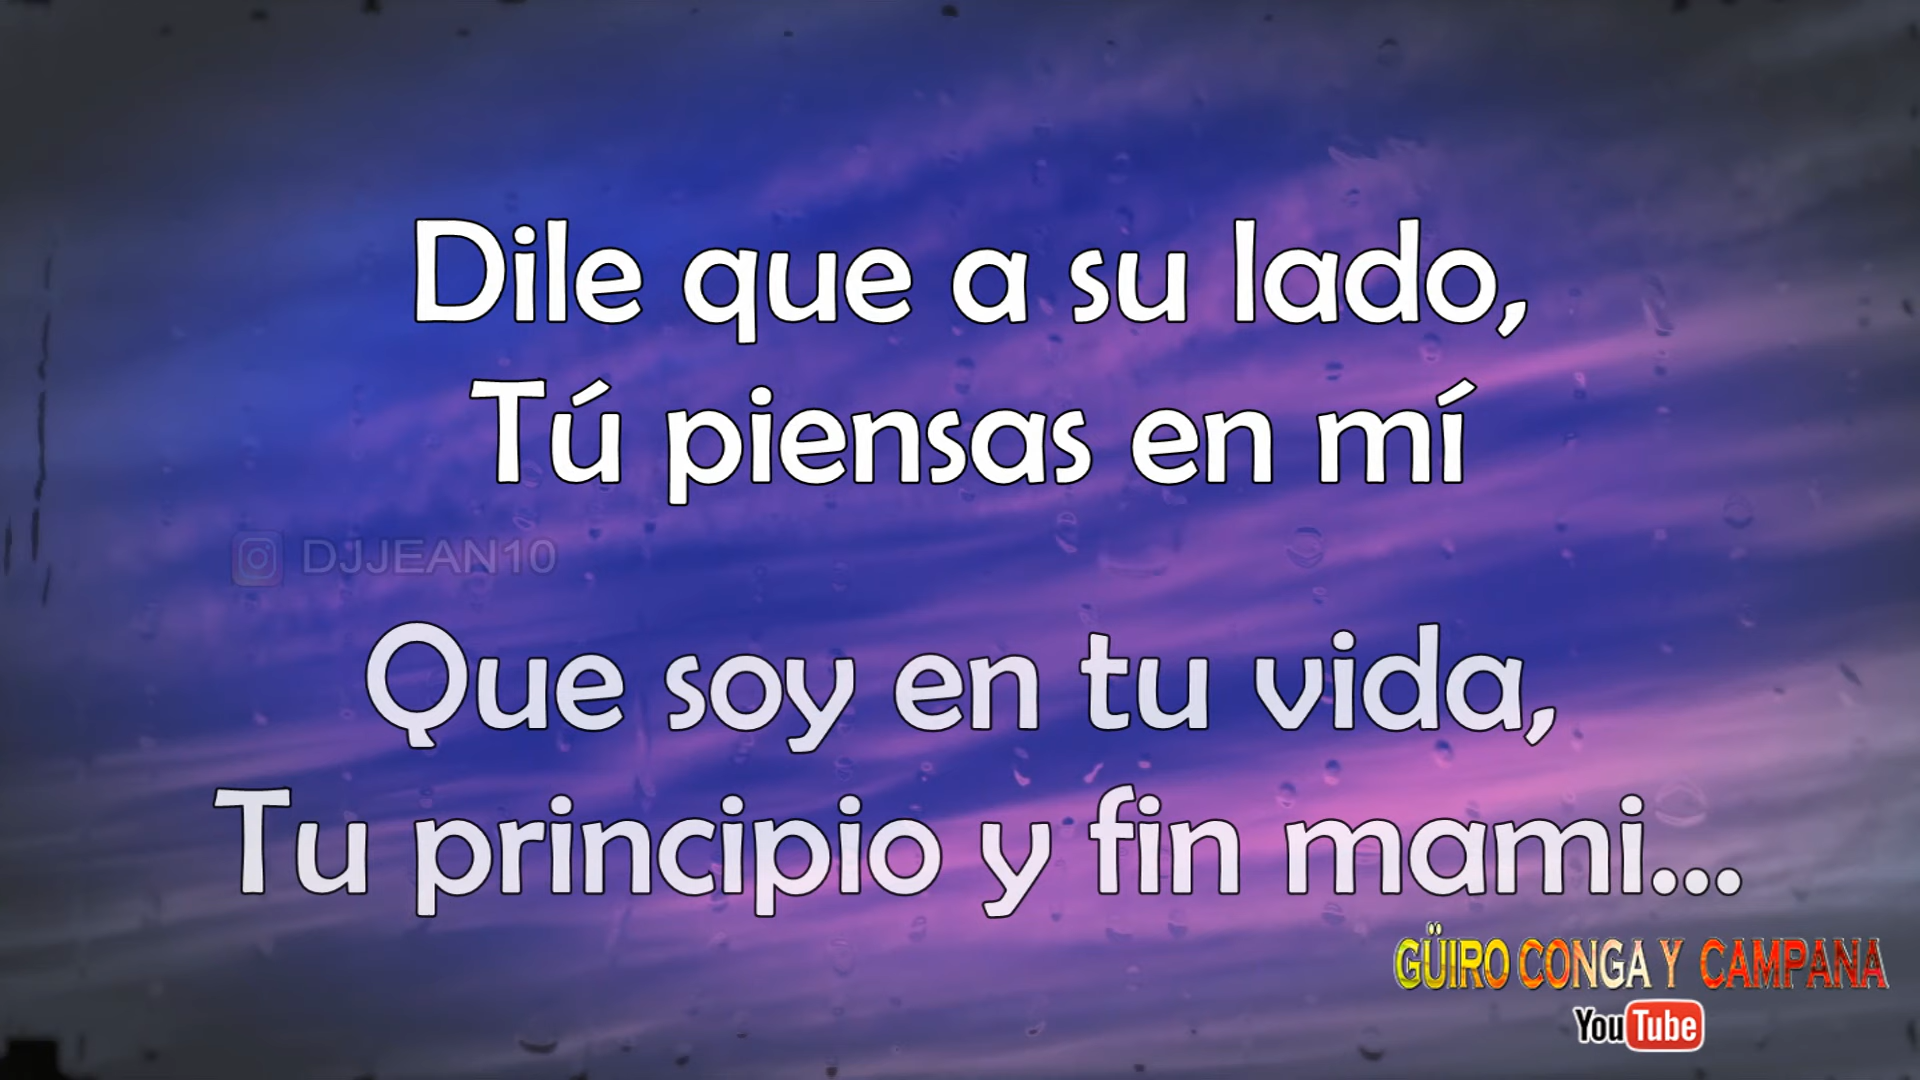 Dile que a su lado,
Tú piensas en mí
DJJEAN10
Que soy en tu vida,
Tu principio y fin mami...
GÜIRO CONGA Y CAMPANA
YouTube